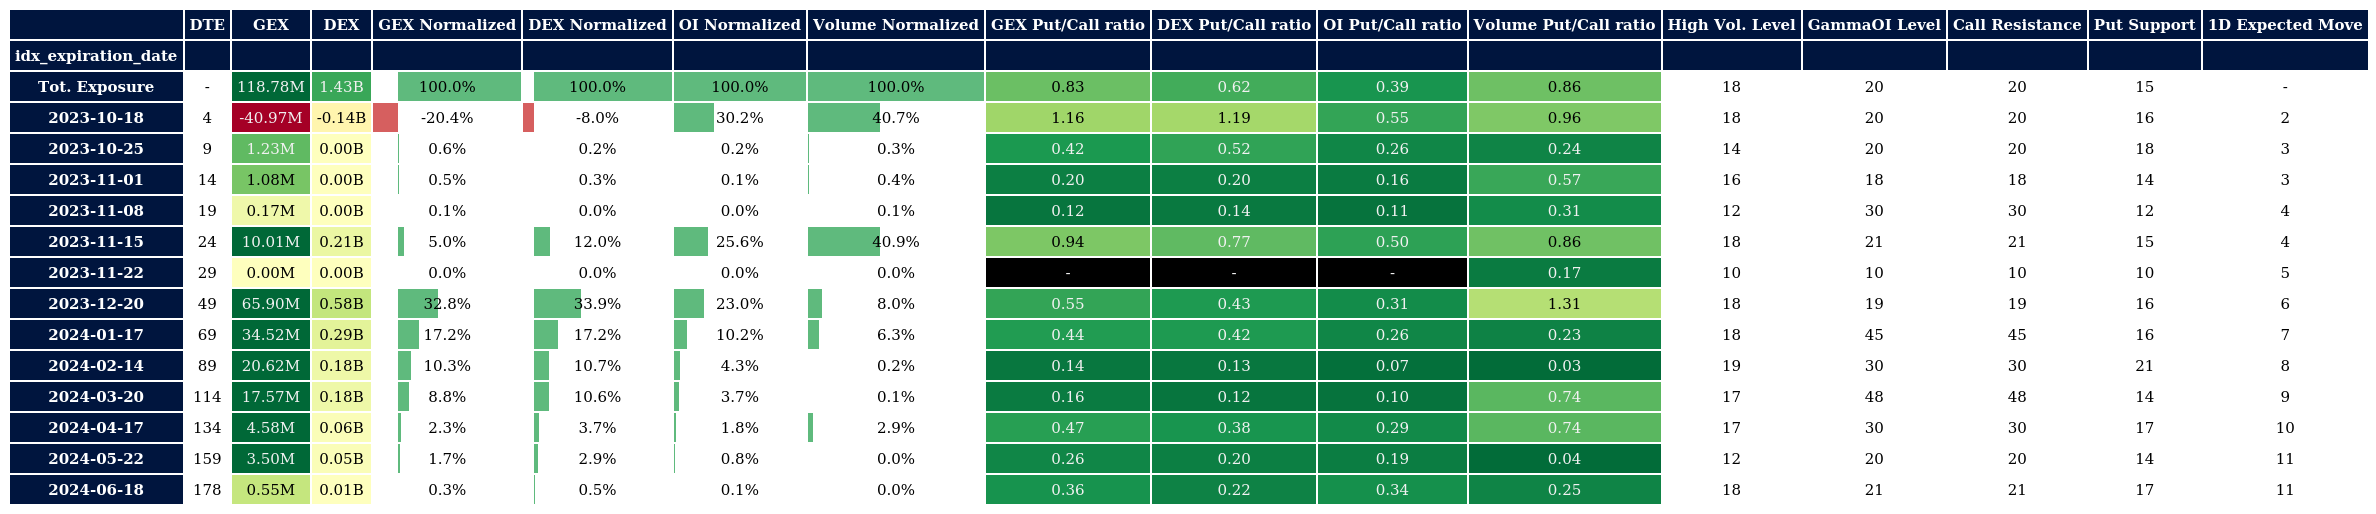 DTE GEX DEX GEX Normalized DEX Normalized OI Normalized Volume Normalized GEX Put/Call ratio DEX Put/Call ratio OI Put/Call ratio Volume Put/Call ratio High Vol. Level GammaOI Level Call Resistance Put Support 1D Expected Move
idx_expiration_date
Tot. Exposure - 118.78M 1.43B 100.0% 100.0% 100.0% 100.0% 0.83 0.62 0.39 0.86 18 20 20 15 -
2023-10-18 4 -40.97M -0.14B -20.4% -8.0% 30.2% 40.7% 1.16 1.19 0.55 0.96 18 20 20 16 2
2023-10-25 9 1.23M 0.00B 0.6% 0.2% 0.2% 0.3% 0.42 0.52 0.26 0.24 14 20 20 18 3
2023-11-01 14 1.08M 0.00B 0.5% 0.3% 0.1% 0.4% 0.20 0.20 0.16 0.57 16 18 18 14 3
2023-11-08 19 0.17M 0.00B 0.1% 0.0% 0.0% 0.1% 0.12 0.14 0.11 0.31 12 30 30 12 4
2023-11-15 24 10.01M 0.21B 5.0% 12.0% 25.6% 40.9% 0.94 0.77 0.50 0.86 18 21 21 15 4
2023-11-22 29 0.00M 0.00B 0.0% 0.0% 0.0% 0.0% - - - 0.17 10 10 10 10 5
2023-12-20 49 65.90M 0.58B 32.8% 33.9% 23.0% 8.0% 0.55 0.43 0.31 1.31 18 19 19 16 6
2024-01-17 69 34.52M 0.29B 17.2% 17.2% 10.2% 6.3% 0.44 0.42 0.26 0.23 18 45 45 16 7
2024-02-14 89 20.62M 0.18B 10.3% 10.7% 4.3% 0.2% 0.14 0.13 0.07 0.03 19 30 30 21 8
2024-03-20 114 17.57M 0.18B 8.8% 10.6% 3.7% 0.1% 0.16 0.12 0.10 0.74 17 48 48 14 9
2024-04-17 134 4.58M 0.06B 2.3% 3.7% 1.8% 2.9% 0.47 0.38 0.29 0.74 17 30 30 17 10
2024-05-22 159 3.50M 0.05B 1.7% 2.9% 0.8% 0.0% 0.26 0.20 0.19 0.04 12 20 20 14 11
2024-06-18 178 0.55M 0.01B 0.3% 0.5% 0.1% 0.0% 0.36 0.22 0.34 0.25 18 21 21 17 11